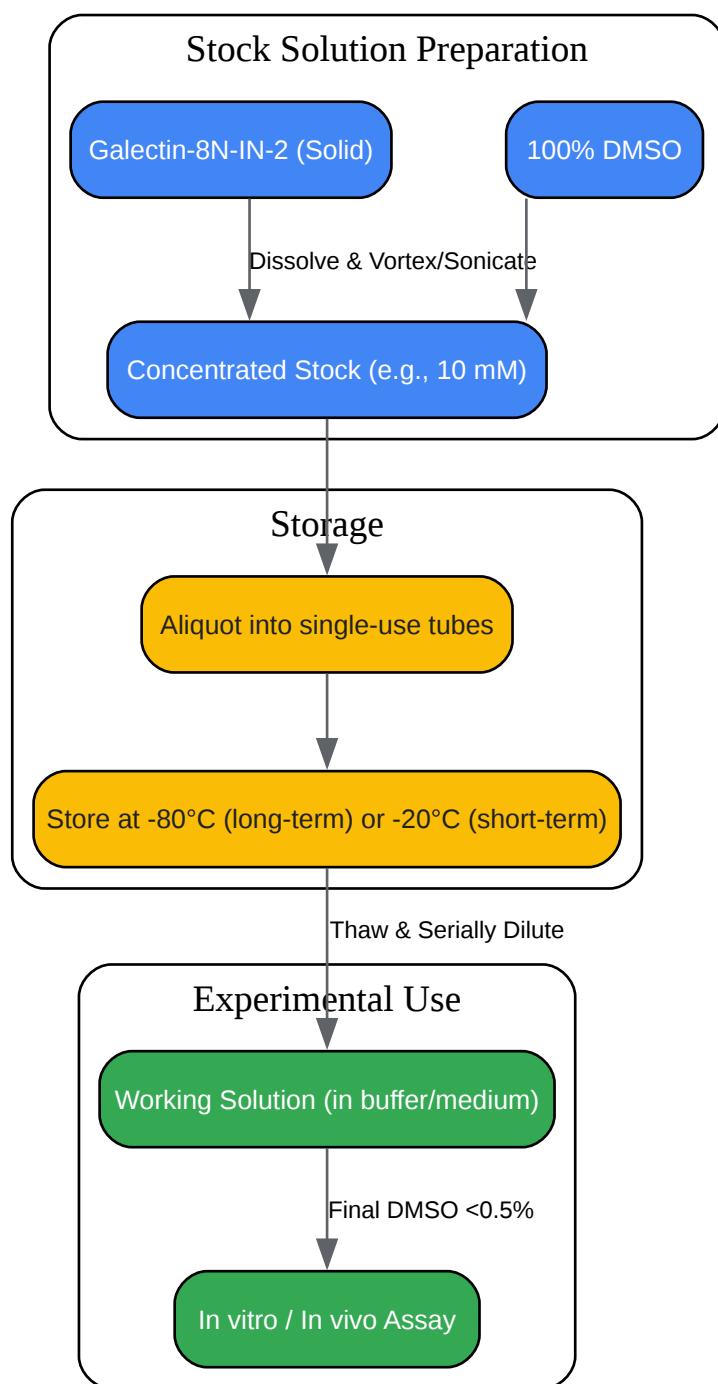 Stock Solution Preparation
Galectin-8N-IN-2 (Solid)
100% DMSO
Dissolve & Vortex/Sonicate
Concentrated Stock (e.g., 10 mM)
Storage
Aliquot into single-use tubes
Store at -80°C (long-term) or -20°C (short-term)
Thaw & Serially Dilute
Experimental Use
Working Solution (in buffer/medium)
Final DMSO <0.5%
In vitro / In vivo Assay